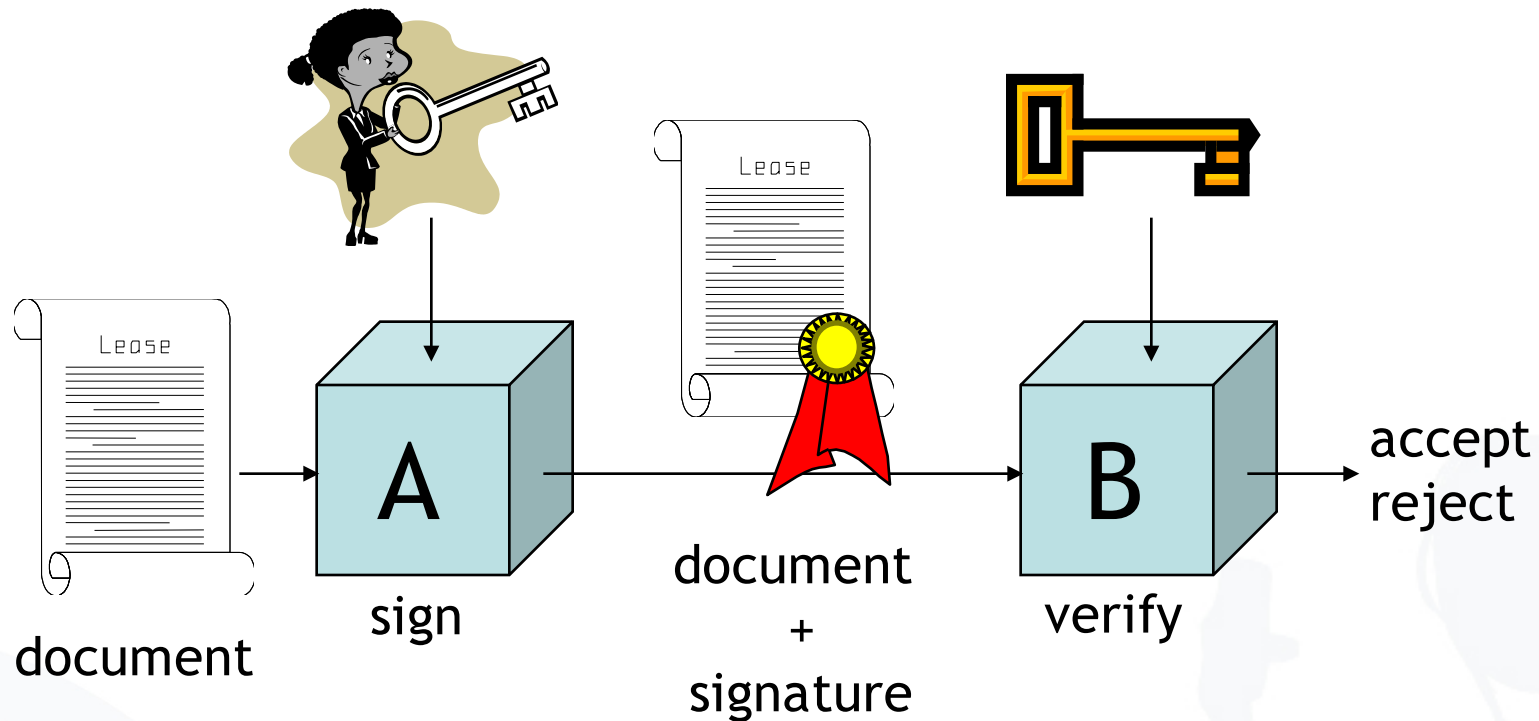 Lease
document
A
sign
Lease
document
+
signature
B
verify
accept
reject